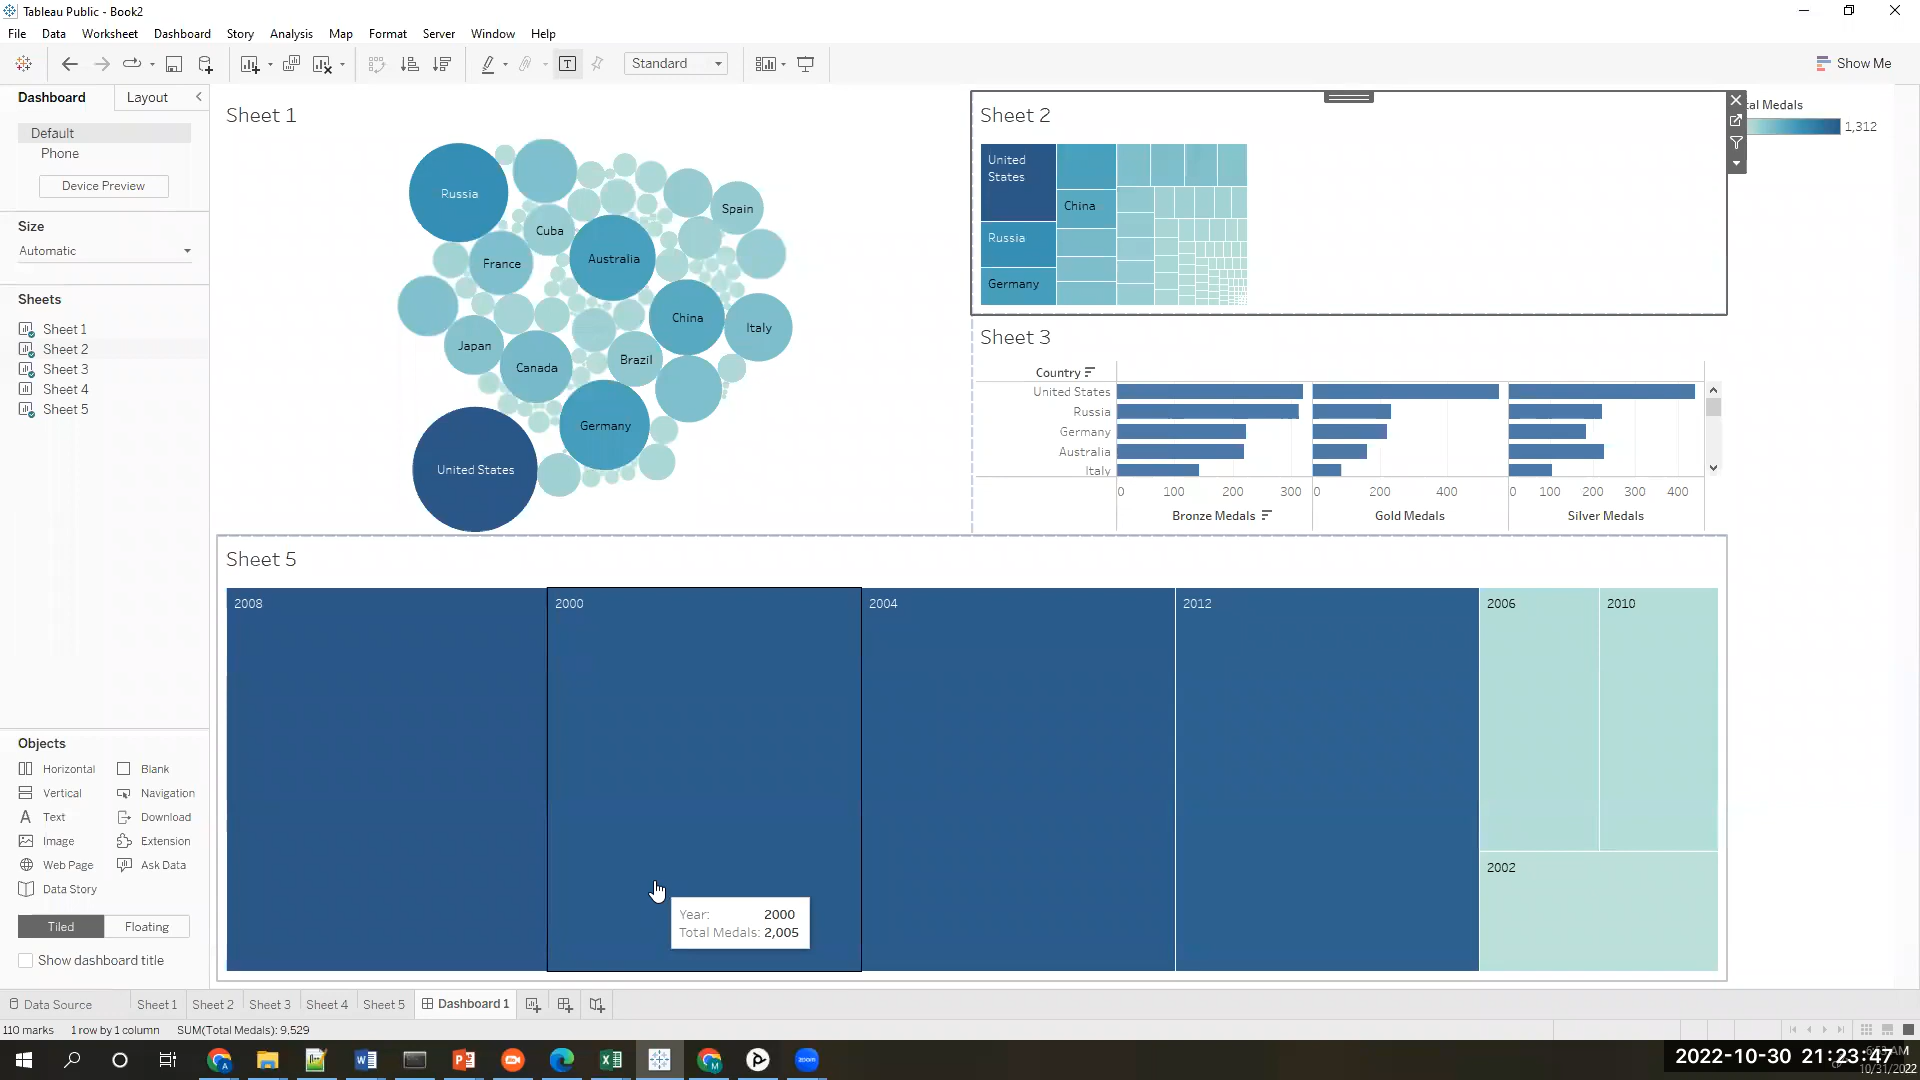 Tableau Public - Book2
File Data Worksheet Dashboard Story Analysis Map Format Server Window Help
Standard
Show Me
Dashboard Layout
Default
Phone
Device Preview
Size
Automatic
Sheets
Sheet 1
Sheet 2
Sheet 3
Sheet 4
Sheet 5
Objects
Horizontal Blank
Vertical Navigation
Text Download
Image Extension
Web Page Ask Data
Data Story
Tiled Floating
Show dashboard title
Sheet 1
Russia
Spain
Cuba
Australia
France
China
Italy
Japan
Brazil
Canada
Germany
United States
Sheet 2
United
States
China
Russia
Germany
tal Medals
1,312
Sheet 3
Country
United States
Russia
Germany
Australia
Italy
0 100 200 300 0 200 400 0 100 200 300 400
Bronze Medals Gold Medals Silver Medals
Sheet 5
2008 2000 2004 2012 2006 2010
2002
Year: 2000
Total Medals: 2,005
Data Source Sheet 1 Sheet 2 Sheet 3 Sheet 4 Sheet 5 Dashboard 1
110 marks 1 row by 1 column SUM(Total Medals): 9,529
2022-10-30 21:23:47
10/31/2022